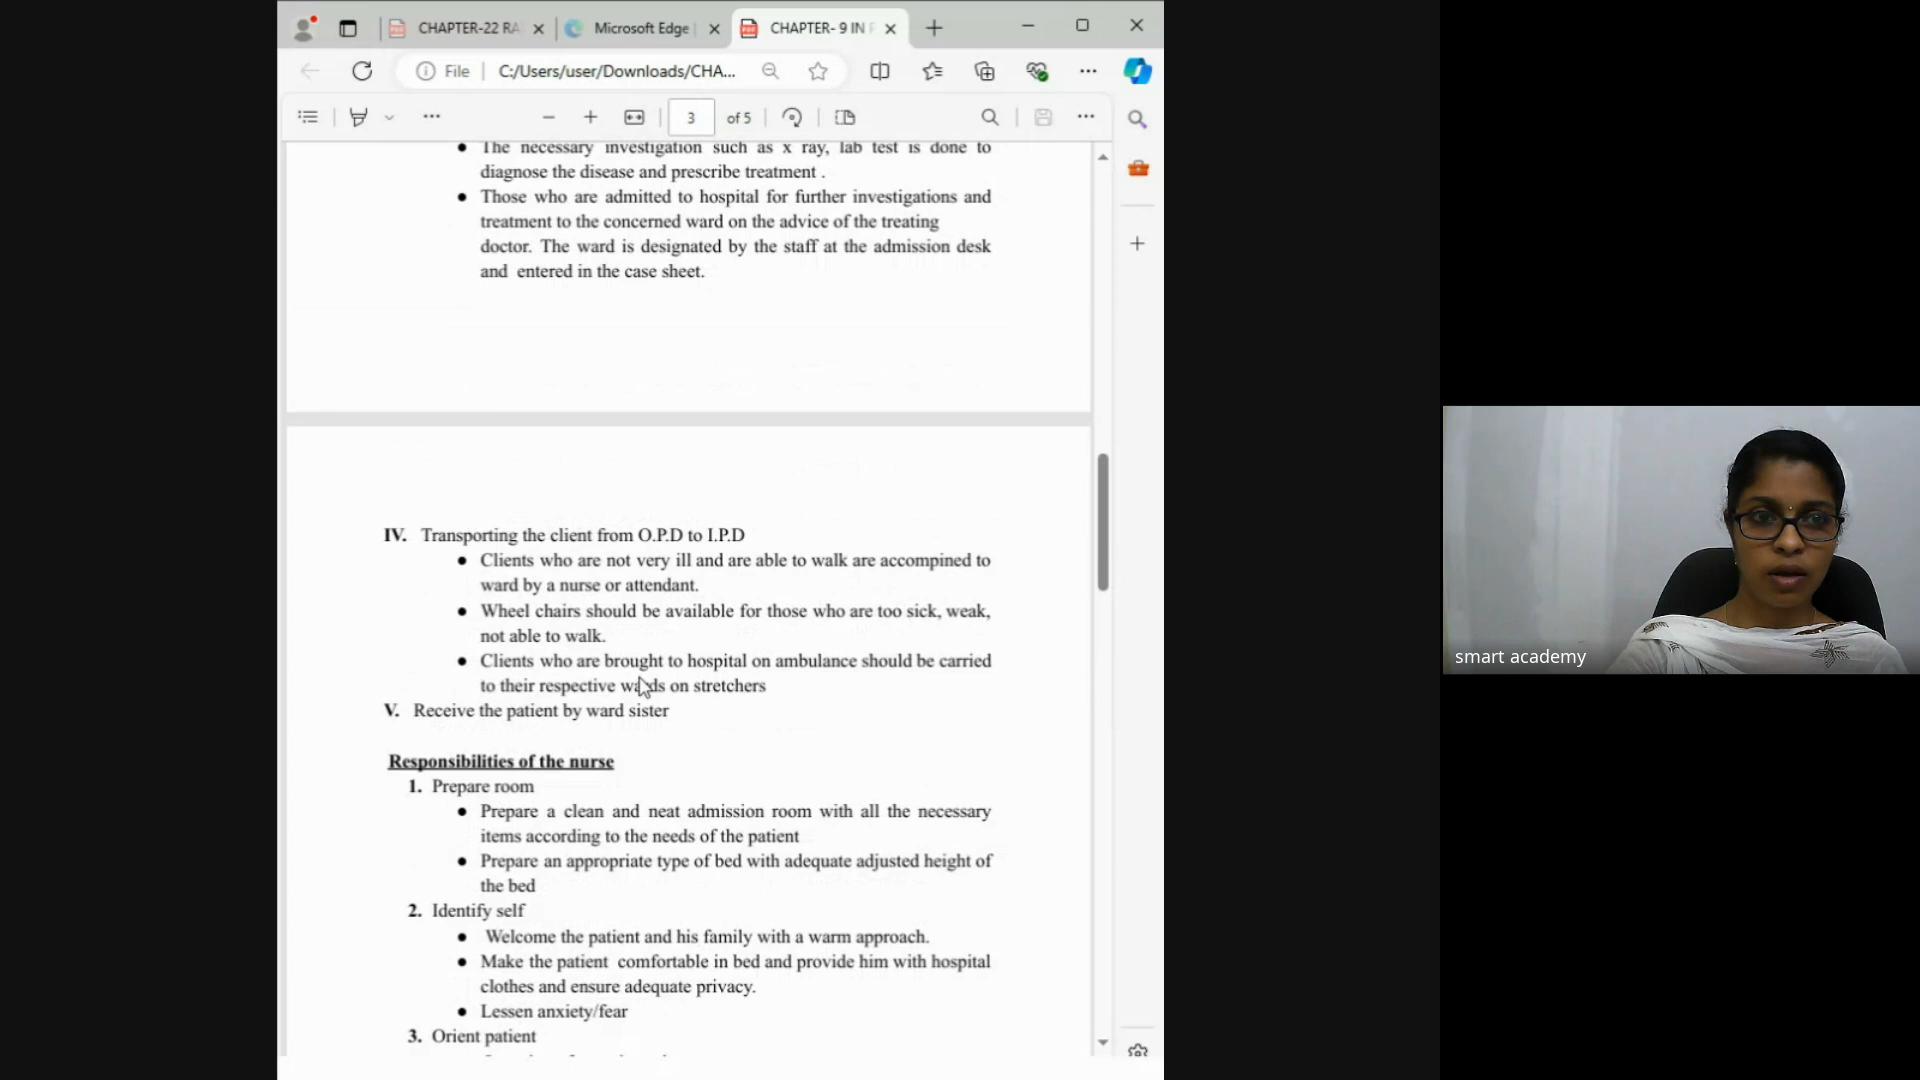 CHAPTER-22 RA
Microsoft Edge
CHAPTER- 9 IN P
File
C:/Users/user/Downloads/CHA...
3
of 5
The necessary investigation such as x ray, lab test is done to
diagnose the disease and prescribe treatment .
Those who are admitted to hospital for further investigations and
treatment to the concerned ward on the advice of the treating
doctor. The ward is designated by the staff at the admission desk
and entered in the case sheet.
IV. Transporting the client from O.P.D to I.P.D
Clients who are not very ill and are able to walk are accompined to
ward by a nurse or attendant.
Wheel chairs should be available for those who are too sick, weak,
not able to walk.
Clients who are brought to hospital on ambulance should be carried
to their respective wards on stretchers
V. Receive the patient by ward sister
Responsibilities of the nurse
1. Prepare room
Prepare a clean and neat admission room with all the necessary
items according to the needs of the patient
Prepare an appropriate type of bed with adequate adjusted height of
the bed
2. Identify self
Welcome the patient and his family with a warm approach.
Make the patient comfortable in bed and provide him with hospital
clothes and ensure adequate privacy.
Lessen anxiety/fear
3. Orient patient
smart academy